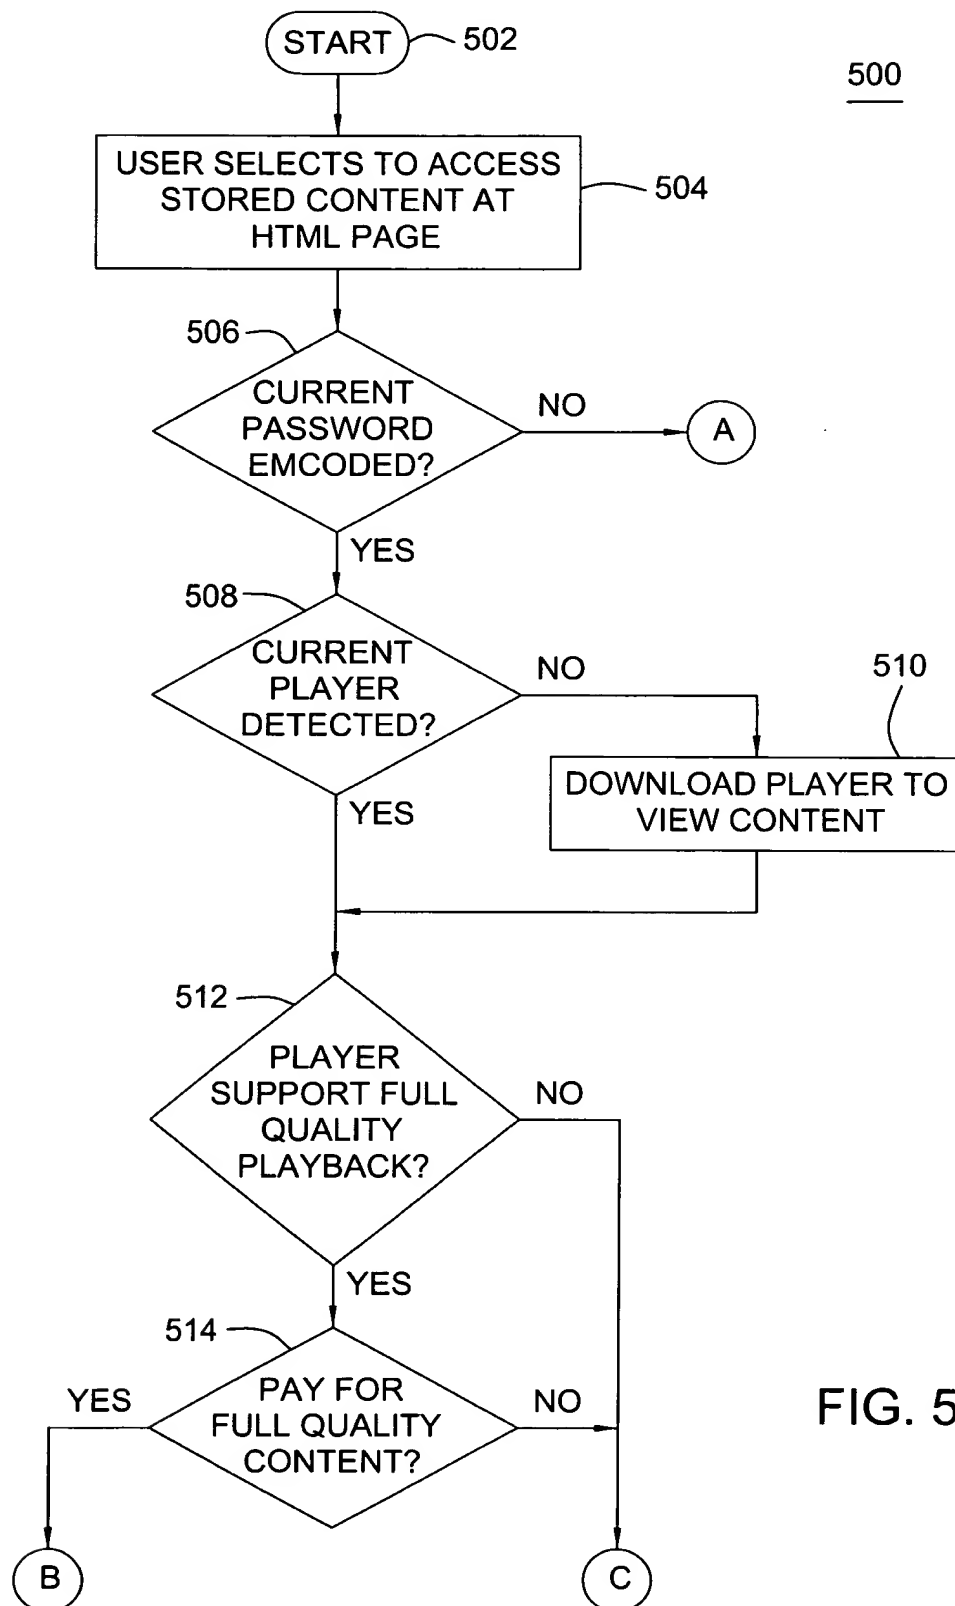 START
502
500
USER SELECTS TO ACCESS
STORED CONTENT AT
HTML PAGE
504
506
CURRENT
PASSWORD
EMCODED?
NO
A
YES
508
CURRENT
PLAYER
DETECTED?
NO
510
DOWNLOAD PLAYER TO
VIEW CONTENT
YES
512
PLAYER
SUPPORT FULL
QUALITY
PLAYBACK?
NO
YES
514
PAY FOR
FULL QUALITY
CONTENT?
YES
NO
FIG. 5
B
C